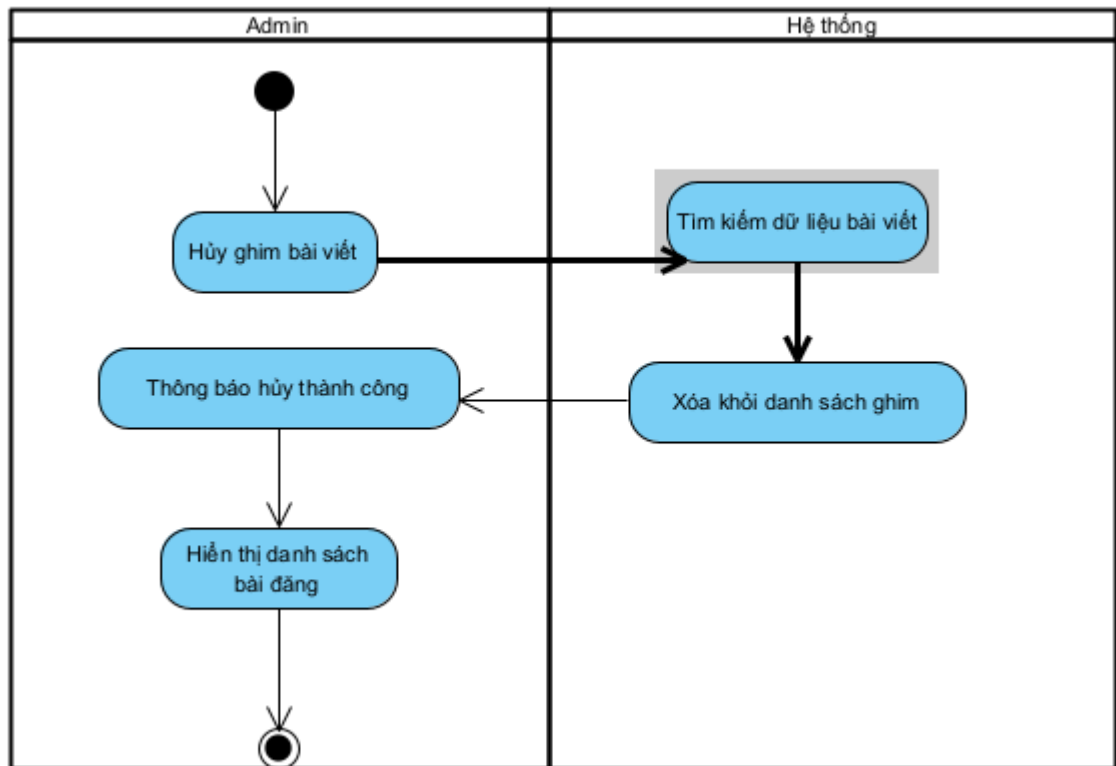 Admin
Hệ thống
Hủy ghim bài viết
Tìm kiếm dữ liệu bài viết
Thông báo hủy thành công
Xóa khỏi danh sách ghim
Hiển thị danh sách
bài đăng